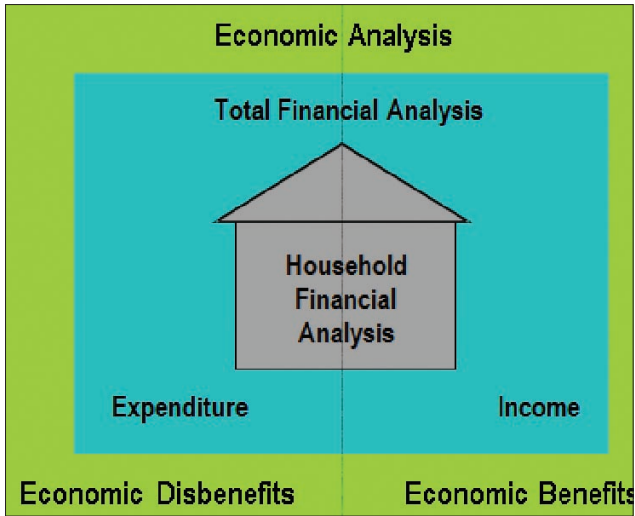 Economic Analysis
Total Financial Analysis
Household
Financial
Analysis
Expenditure
Income
Economic Disbenefits
Economic Benefits